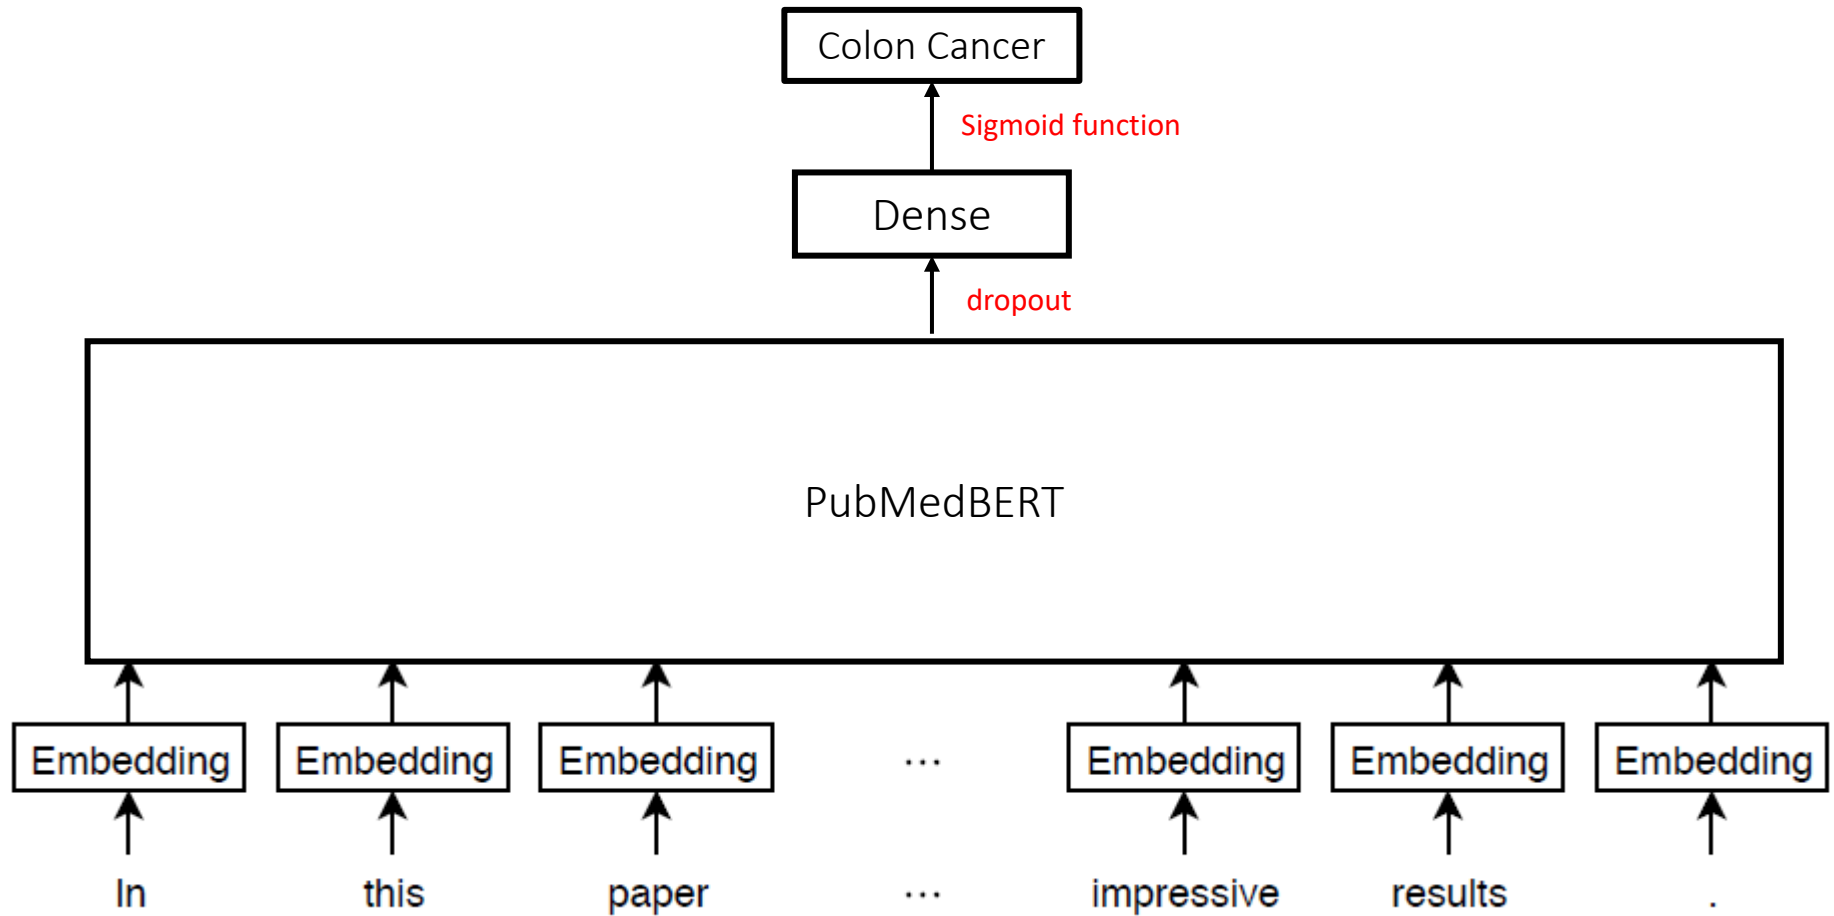 Colon Cancer
Sigmoid function
Dense
dropout
PubMedBERT
Embedding Embedding Embedding ... Embedding Embedding Embedding
In this paper ... impressive results .